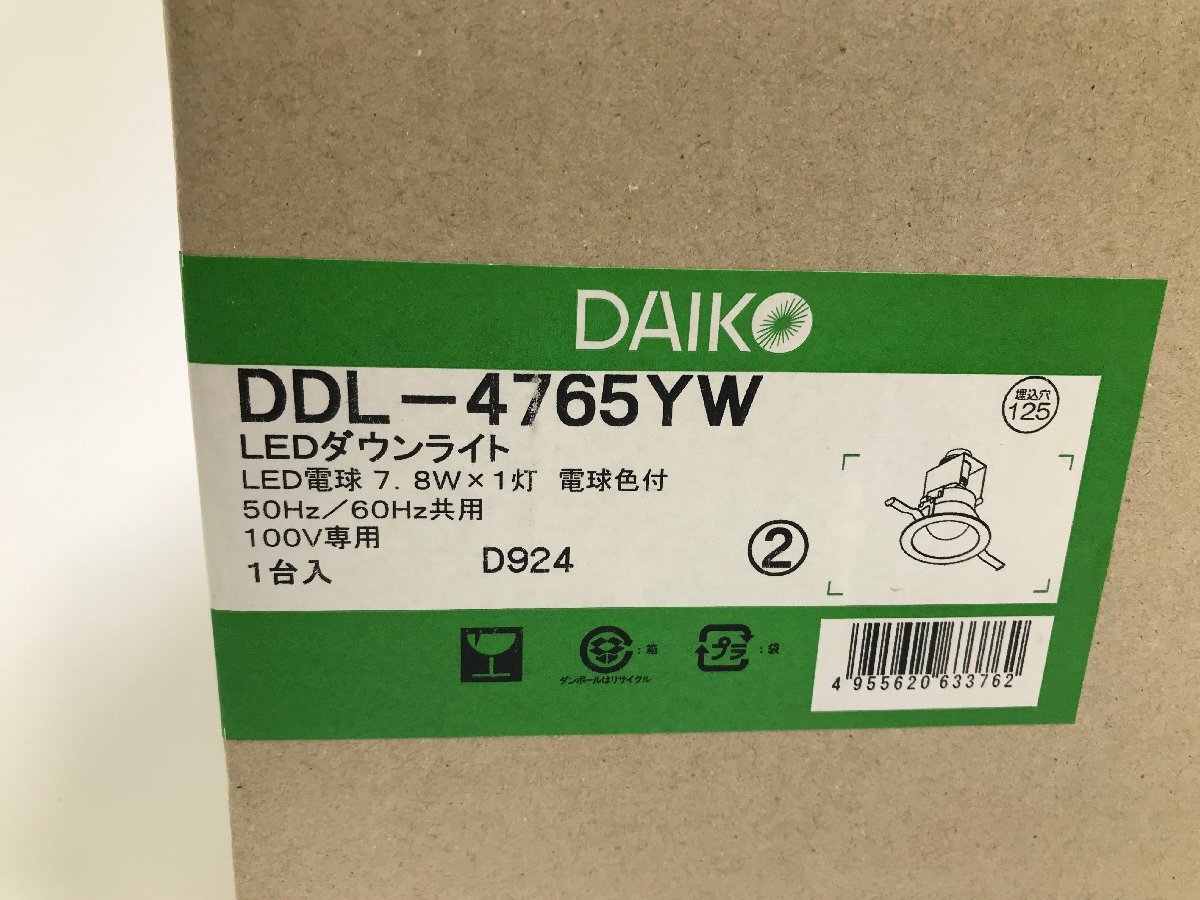 DAIKO
DDL-4765YW
埋込穴
125
LEDダウンライト
LED電球 7.8W×1灯 電球色付
50Hz/60Hz共用
100V専用
1台入
D924
②
:箱
ダンボールはリサイクル
プラ
:袋
4 955620 633762